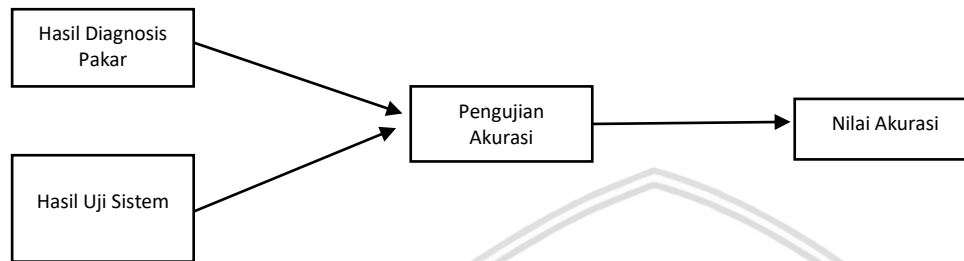 Hasil Diagnosis
Pakar
Hasil Uji Sistem
Pengujian
Akurasi
Nilai Akurasi